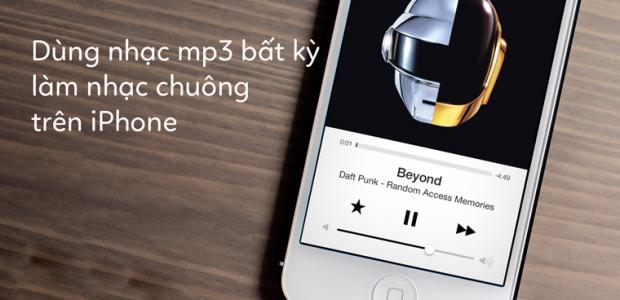 Dùng nhạc mp3 bất kỳ
làm nhạc chuông
trên iPhone
0:01
-4:49
Beyond
Daft Punk - Random Access Memories